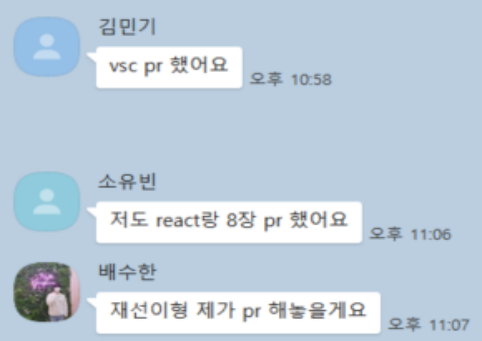 김민기
vsc pr 했어요
오후 10:58
소유빈
저도 react랑 8장 pr 했어요
오후 11:06
배수한
재선이형 제가 pr 해놓을게요
오후 11:07